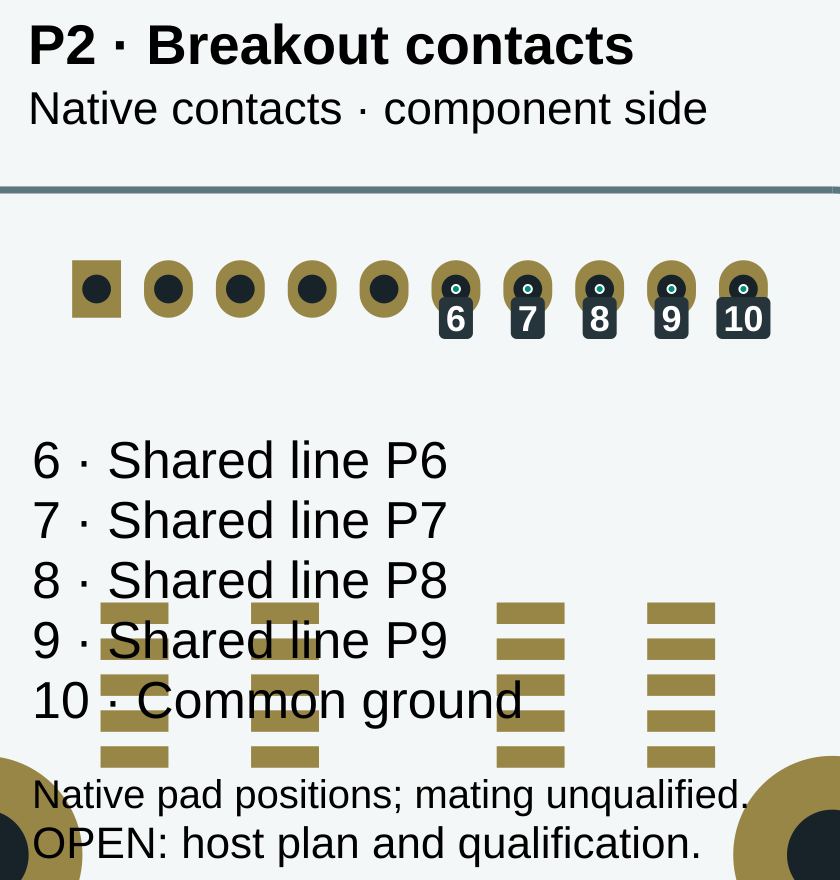 P2 · Breakout contacts
Native contacts · component side
6 7 8 9 10
6 · Shared line P6
7 · Shared line P7
8 · Shared line P8
9 · Shared line P9
10 · Common ground
Native pad positions; mating unqualified.
OPEN: host plan and qualification.